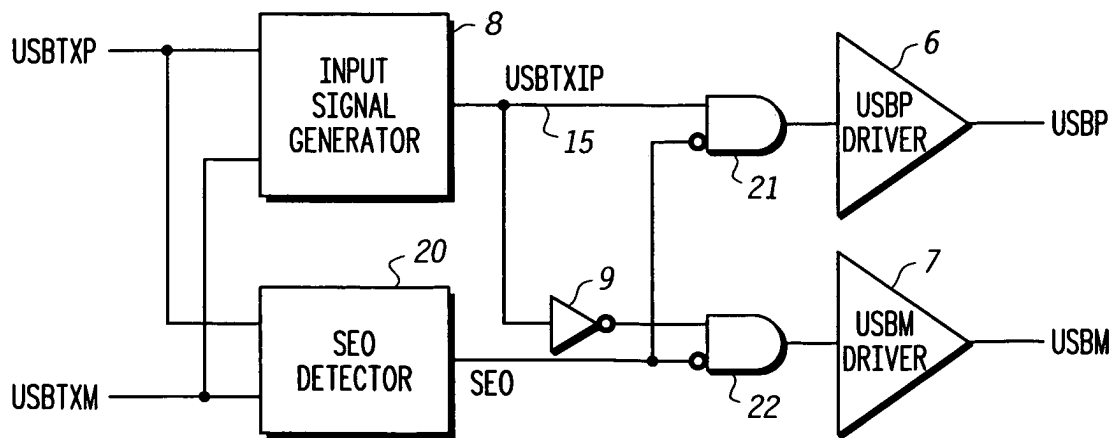 USBTXP
8
INPUT
SIGNAL
GENERATOR
USBTXIP
15
21
6
USBP
DRIVER
USBP
20
SEO
DETECTOR
SEO
9
22
7
USBM
DRIVER
USBM
USBTXM